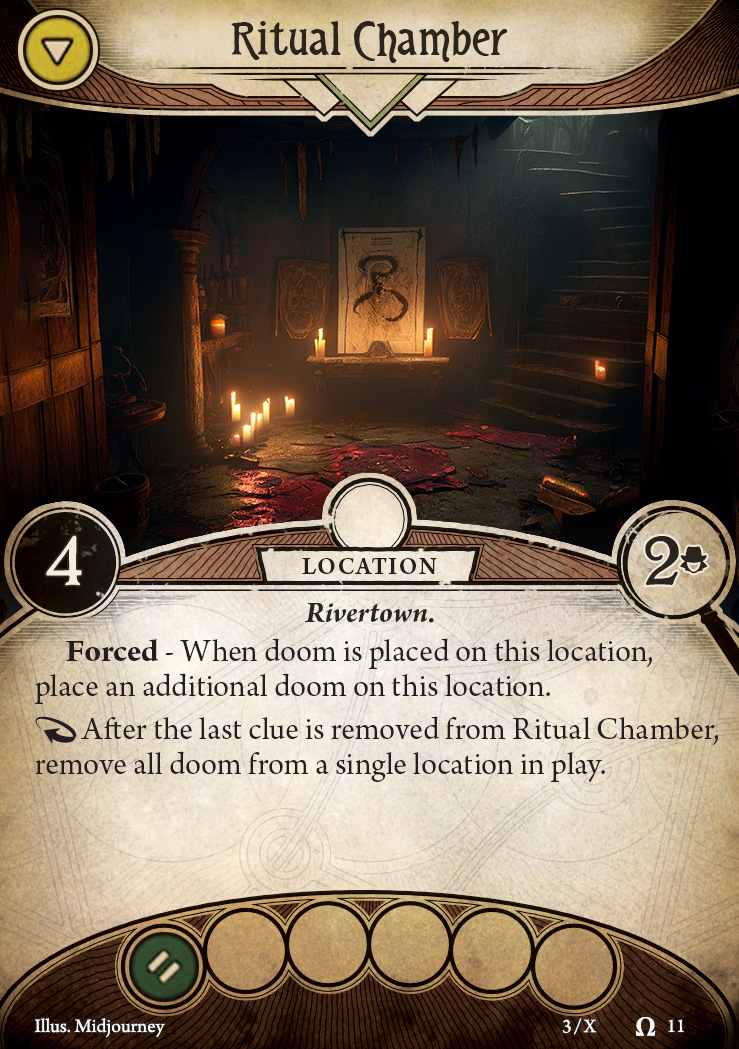 Ritual Chamber
4
LOCATION
2
Rivertown.
Forced - When doom is placed on this location,
place an additional doom on this location.
After the last clue is removed from Ritual Chamber,
remove all doom from a single location in play.
Illus. Midjourney
3/X
Ω 11